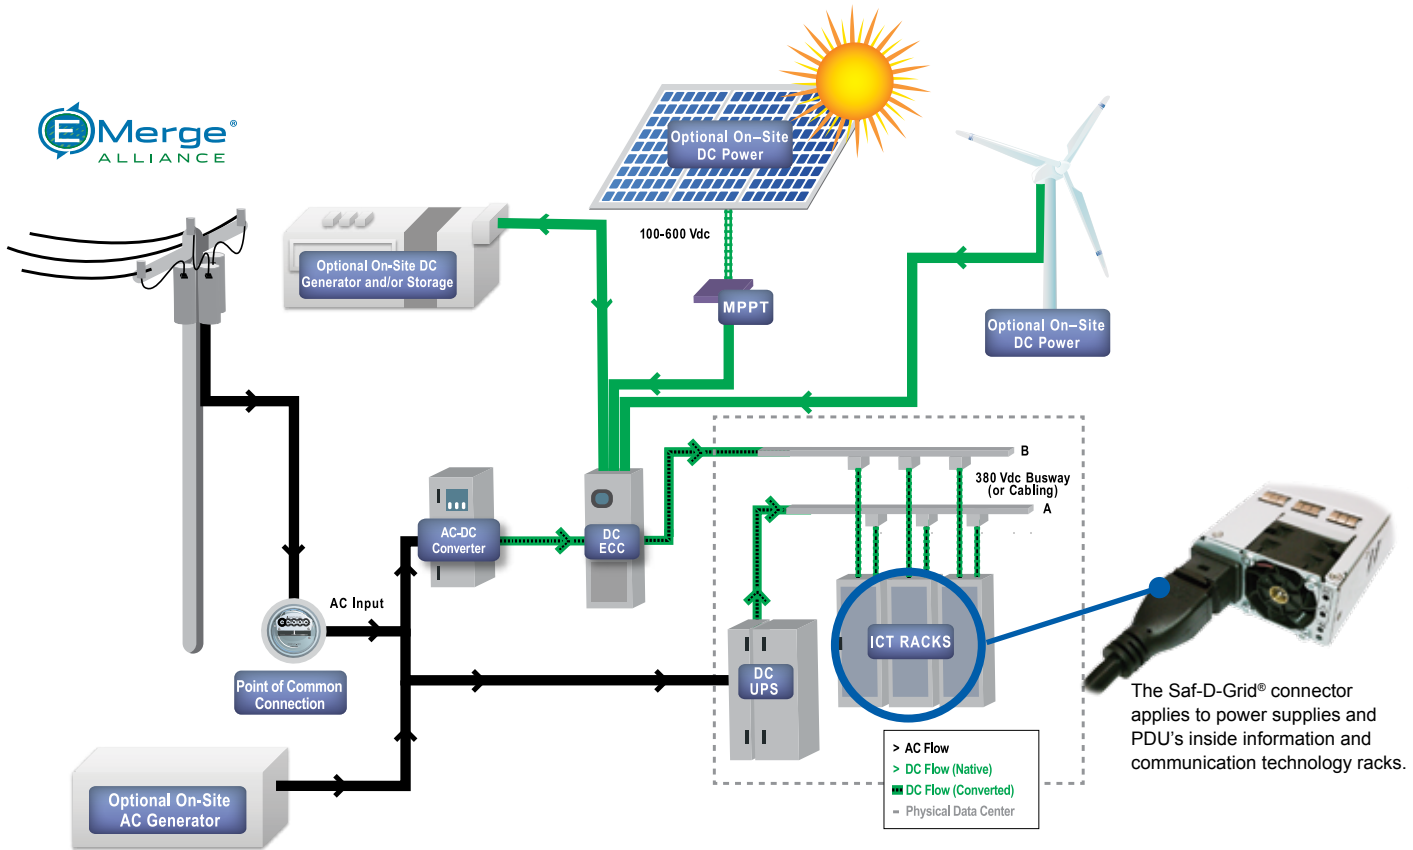 EMerge®
ALLIANCE
Optional On–Site
DC Power
100-600 Vdc
MPPT
Optional On-Site DC
Generator and/or Storage
Optional On–Site
DC Power
B
380 Vdc Busway
(or Cabling)
A
AC-DC
Converter
DC
ECC
AC Input
Point of Common
Connection
DC
UPS
ICT RACKS
Optional On-Site
AC Generator
> AC Flow
> DC Flow (Native)
DC Flow (Converted)
Physical Data Center
The Saf-D-Grid® connector
applies to power supplies and
PDU's inside information and
communication technology racks.